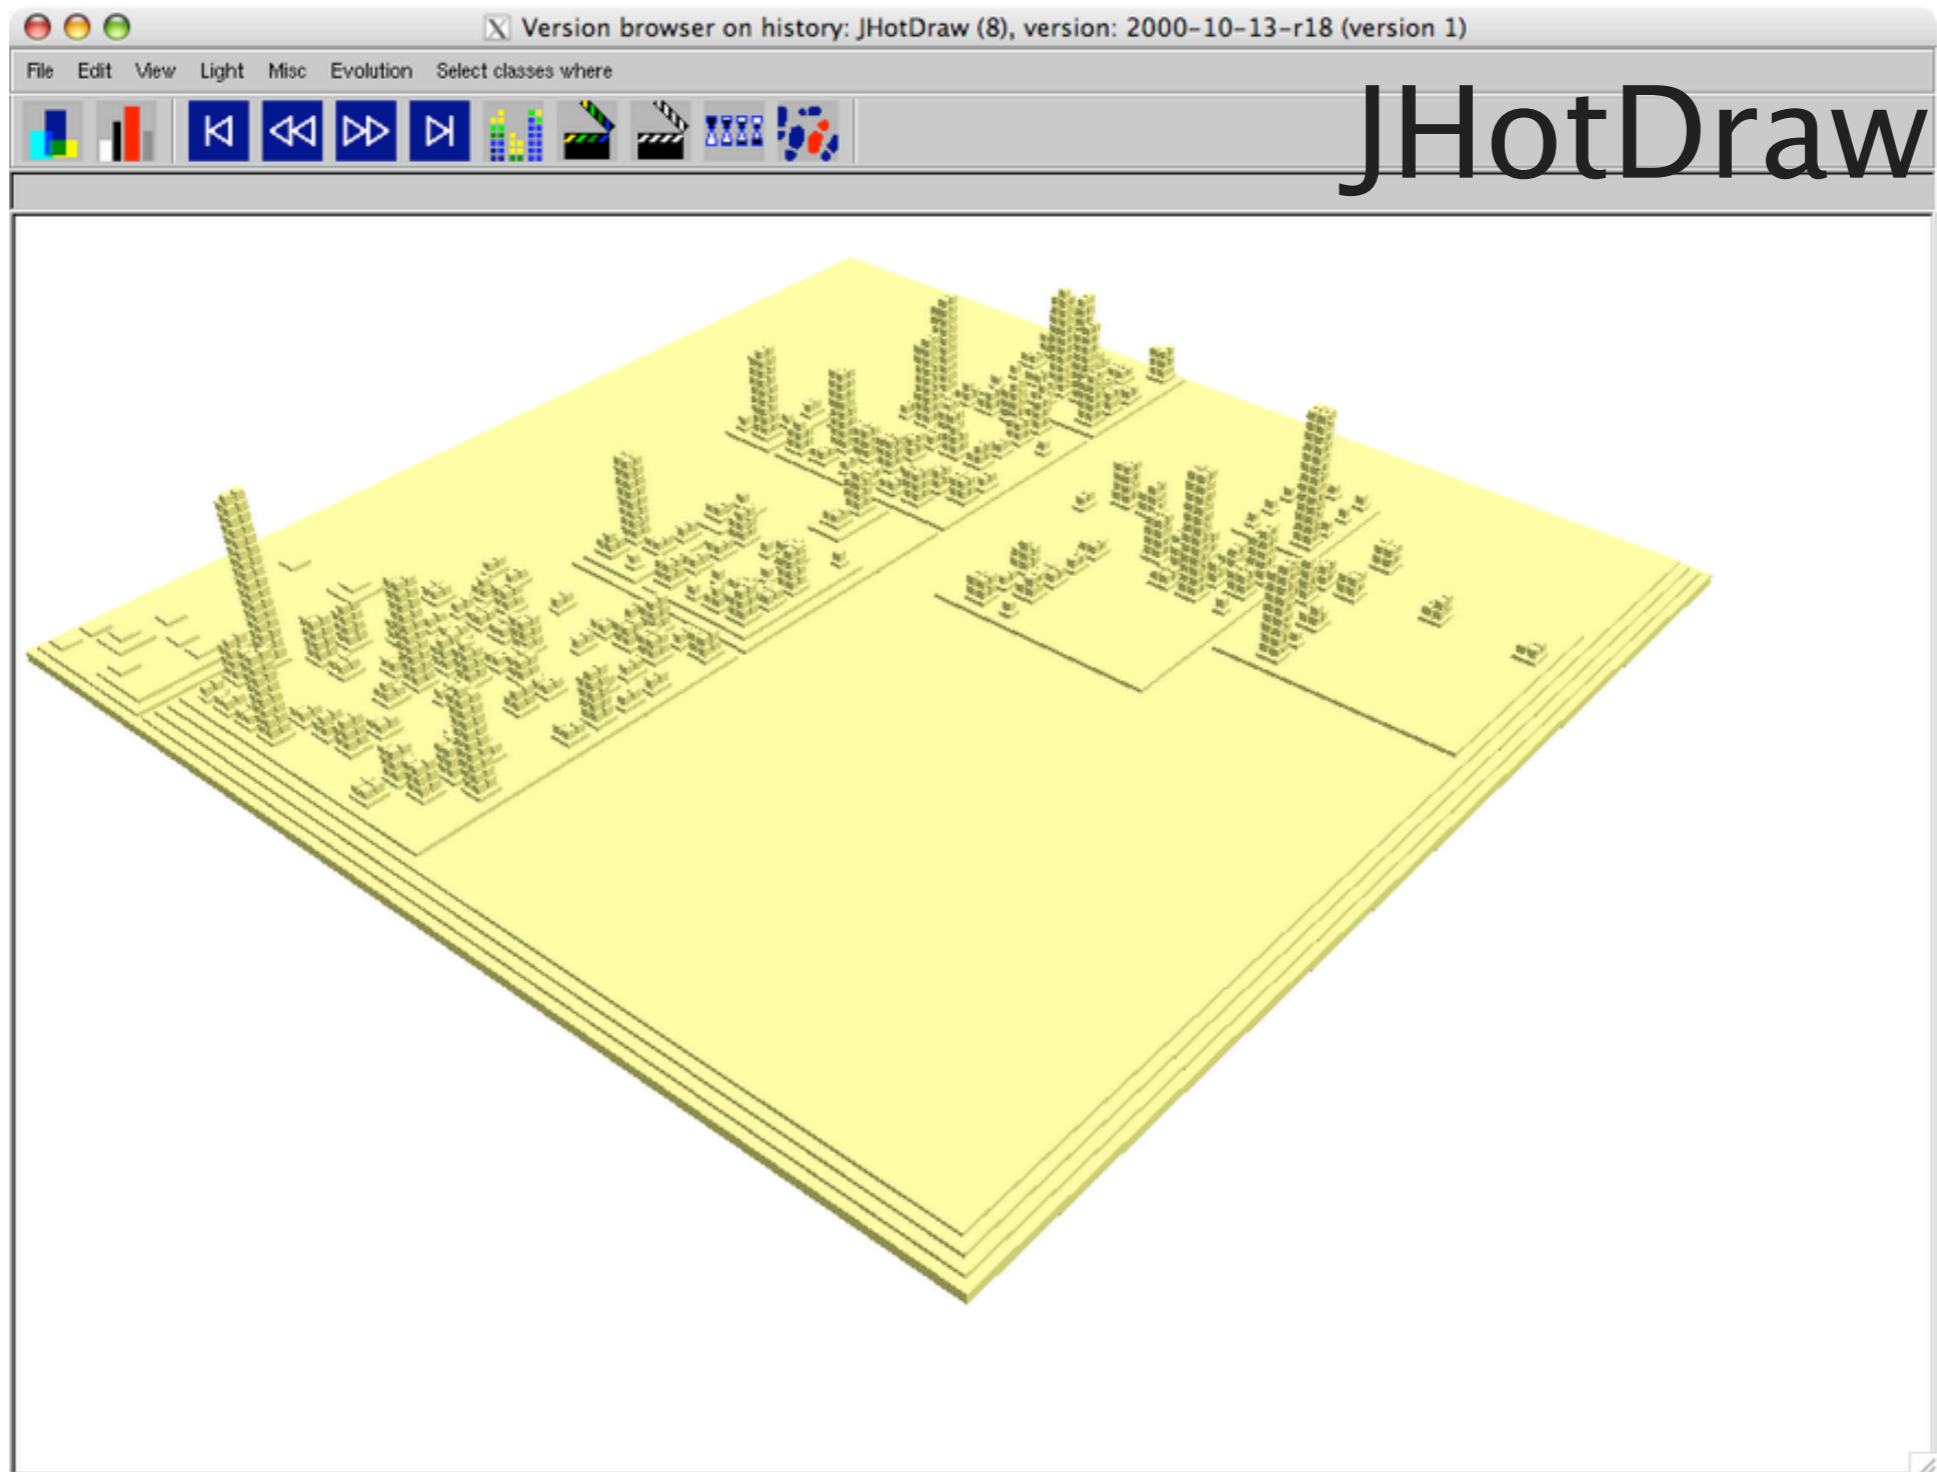 Version browser on history: JHotDraw (8), version: 2000-10-13-r18 (version 1)
File Edit View Light Misc Evolution Select classes where
JHotDraw